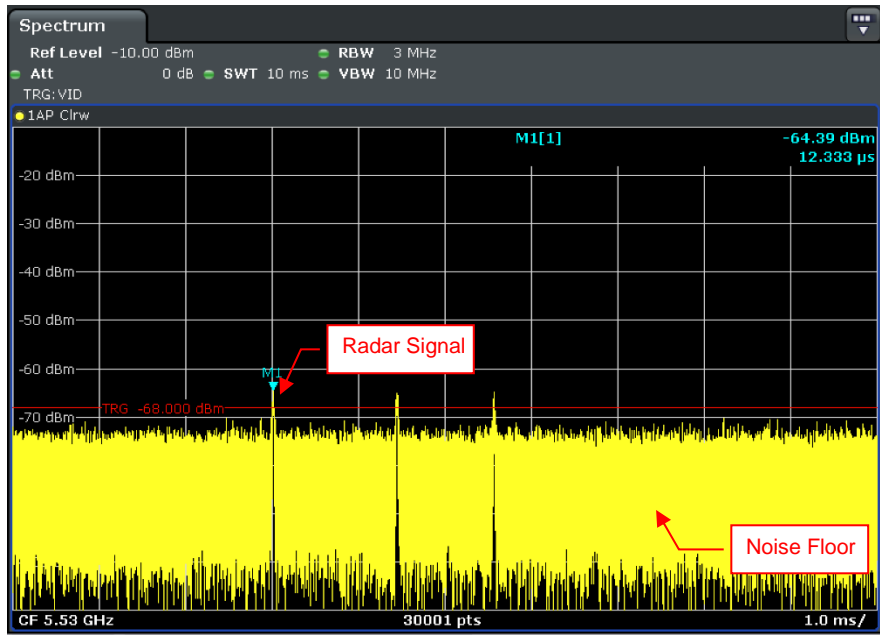 Spectrum
Ref Level -10.00 dBm RBW 3 MHz
Att 0 dB SWT 10 ms VBW 10 MHz
TRG:VID
1AP Clrw
M1[1] -64.39 dBm
12.333 µs
-20 dBm
-30 dBm
-40 dBm
-50 dBm
Radar Signal
-60 dBm
M1
TRG -68.000 dBm
-70 dBm
Noise Floor
CF 5.53 GHz 30001 pts 1.0 ms/